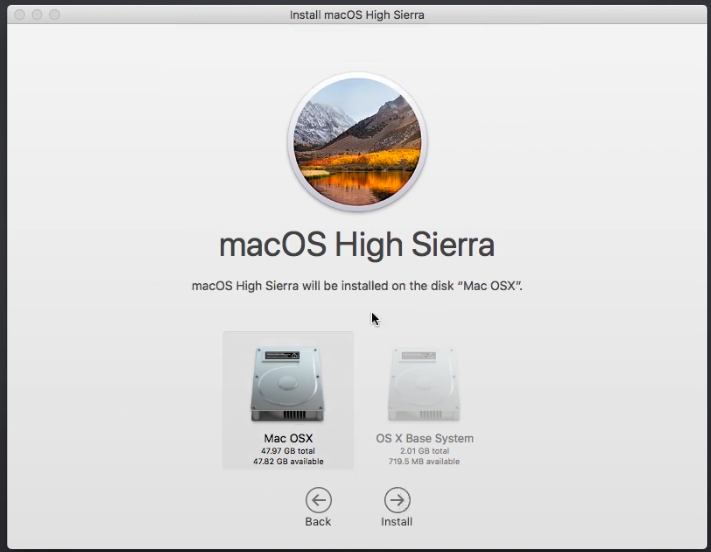 Install macOS High Sierra
macOS High Sierra
macOS High Sierra will be installed on the disk “Mac OSX”.
Mac OSX
47.97 GB total
47.82 GB available
OS X Base System
2.01 GB total
719.5 MB available
Back
Install